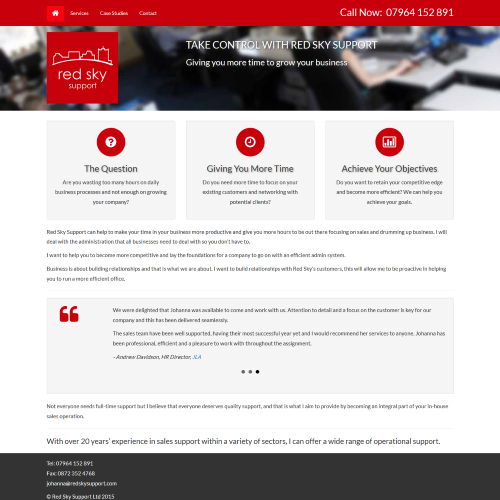 Services Case Studies Contact Call Now: 07964 152 891
red sky
support
TAKE CONTROL WITH RED SKY SUPPORT
Giving you more time to grow your business
The Question
Are you wasting too many hours on daily
business processes and not enough on growing
your company?
Giving You More Time
Do you need more time to focus on your
existing customers and networking with
potential clients?
Achieve Your Objectives
Do you want to retain your competitive edge
and become more efficient? We can help you
achieve your goals.
Red Sky Support can help to make your time in your business more productive and give you more hours to be out there focusing on sales and drumming up business. I will
deal with the administration that all businesses need to deal with so you don't have to.
I want to help you to become more competitive and lay the foundations for a company to go on with an efficient admin system.
Business is about building relationships and that is what we are about. I want to build relationships with Red Sky's customers, this will allow me to be proactive in helping
you to run a more efficient office.
We were delighted that Johanna was available to come and work with us. Attention to detail and a focus on the customer is key for our
company and this has been delivered seamlessly.
The sales team have been well supported, having their most successful year yet and I would recommend her services to anyone. Johanna has
been professional, efficient and a pleasure to work with throughout the assignment.
- Andrew Davidson, HR Director, JLA
Not everyone needs full-time support but I believe that everyone deserves quality support, and that is what I aim to provide by becoming an integral part of your in-house
sales operation.
With over 20 years' experience in sales support within a variety of sectors, I can offer a wide range of operational support.
Tel: 07964 152 891
Fax: 0872 352 4768
johanna@redskysupport.com
© Red Sky Support Ltd 2015